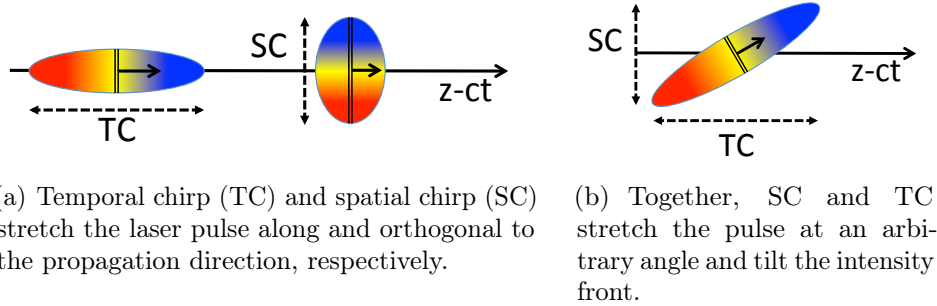 SC
SC
z-ct
z-ct
TC
TC
a) Temporal chirp (TC) and spatial chirp (SC)
stretch the laser pulse along and orthogonal to
the propagation direction, respectively.
(b) Together, SC and TC
stretch the pulse at an arbi-
trary angle and tilt the intensity
front.